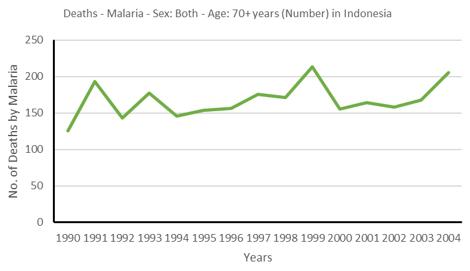 Deaths - Malaria - Sex: Both - Age: 70+ years (Number) in Indonesia
250
200
150
100
50
0
No. of Deaths by Malaria
1990 1991 1992 1993 1994 1995 1996 1997 1998 1999 2000 2001 2002 2003 2004
Years